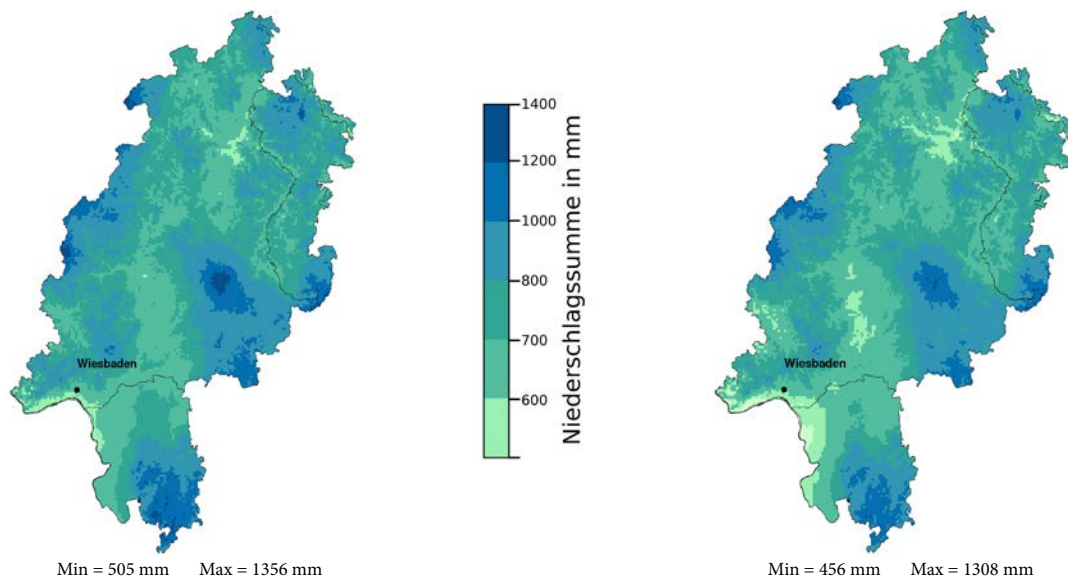 1400
1200
1000
800
700
600
Niederschlagssumme in mm
Wiesbaden
Wiesbaden
Min = 505 mm Max = 1356 mm
Min = 456 mm Max = 1308 mm